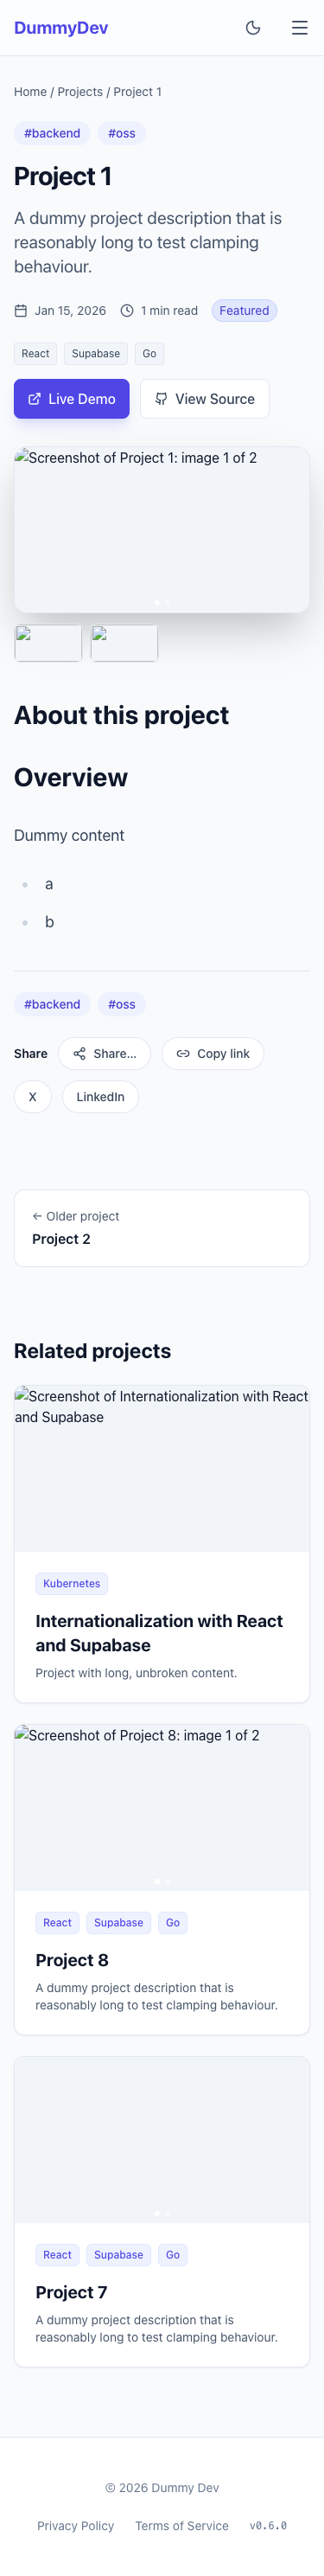 DummyDev
Home / Projects / Project 1
#backend #oss
Project 1
A dummy project description that is
reasonably long to test clamping
behaviour.
Jan 15, 2026 1 min read Featured
React Supabase Go
Live Demo View Source
Screenshot of Project 1: image 1 of 2
About this project
Overview
Dummy content
a
b
#backend #oss
Share Share... Copy link
X LinkedIn
← Older project
Project 2
Related projects
Screenshot of Internationalization with React
and Supabase
Kubernetes
Internationalization with React
and Supabase
Project with long, unbroken content.
Screenshot of Project 8: image 1 of 2
React Supabase Go
Project 8
A dummy project description that is
reasonably long to test clamping behaviour.
React Supabase Go
Project 7
A dummy project description that is
reasonably long to test clamping behaviour.
© 2026 Dummy Dev
Privacy Policy Terms of Service v0.6.0